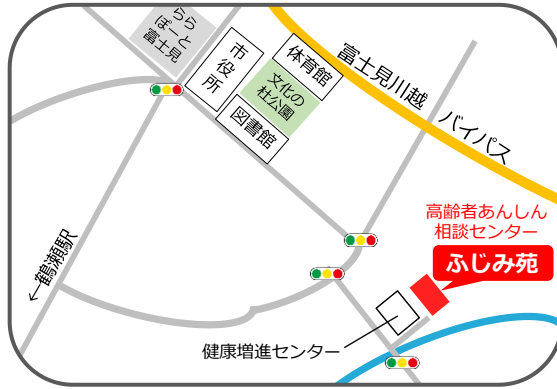 らら
ぽーと
富士見
市役所
体育館
文化の
杜公園
図書館
富士見川越 バイパス
高齢者あんしん
相談センター
ふじみ苑
←鶴瀬駅
健康増進センター